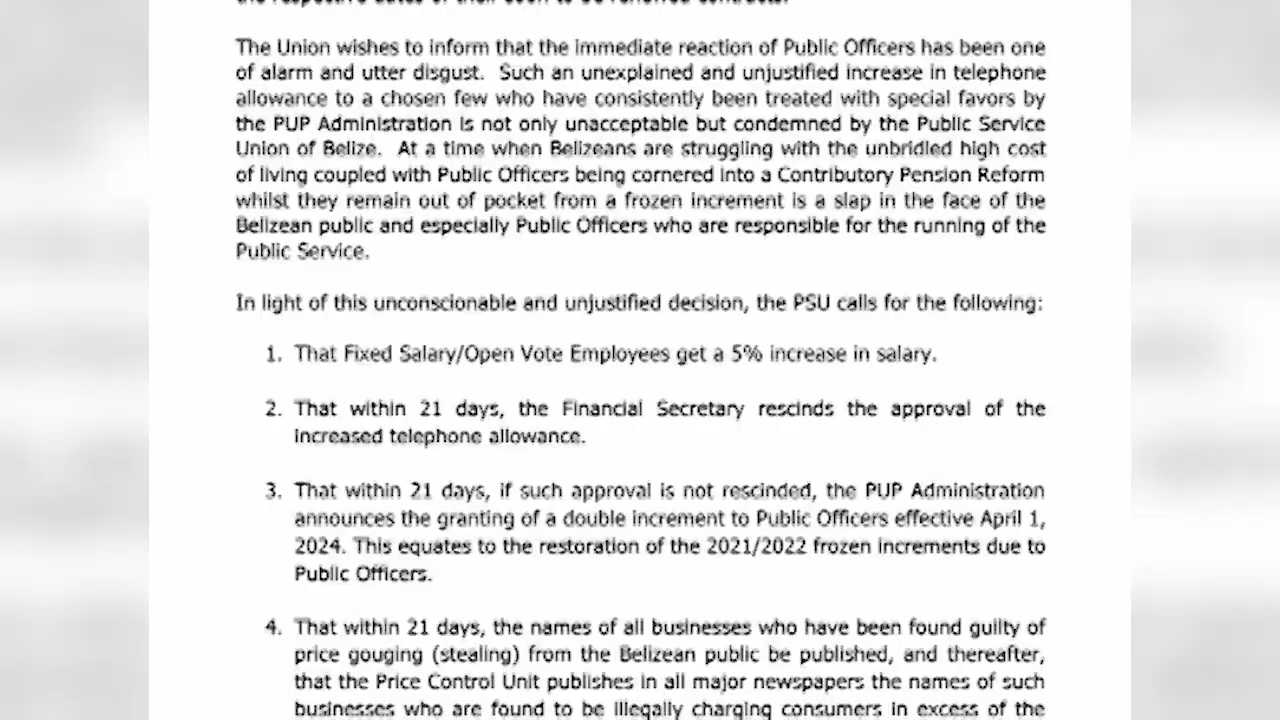 the respective dates of their soon to be renewed contracts.
The Union wishes to inform that the immediate reaction of Public Officers has been one
of alarm and utter disgust. Such an unexplained and unjustified increase in telephone
allowance to a chosen few who have consistently been treated with special favors by
the PUP Administration is not only unacceptable but condemned by the Public Service
Union of Belize. At a time when Belizeans are struggling with the unbridled high cost
of living coupled with Public Officers being cornered into a Contributory Pension Reform
whilst they remain out of pocket from a frozen increment is a slap in the face of the
Belizean public and especially Public Officers who are responsible for the running of the
Public Service.
In light of this unconscionable and unjustified decision, the PSU calls for the following:
1. That Fixed Salary/Open Vote Employees get a 5% increase in salary.
2. That within 21 days, the Financial Secretary rescinds the approval of the
increased telephone allowance.
3. That within 21 days, if such approval is not rescinded, the PUP Administration
announces the granting of a double increment to Public Officers effective April 1,
2024. This equates to the restoration of the 2021/2022 frozen increments due to
Public Officers.
4. That within 21 days, the names of all businesses who have been found guilty of
price gouging (stealing) from the Belizean public be published, and thereafter,
that the Price Control Unit publishes in all major newspapers the names of such
businesses who are found to be illegally charging consumers in excess of the